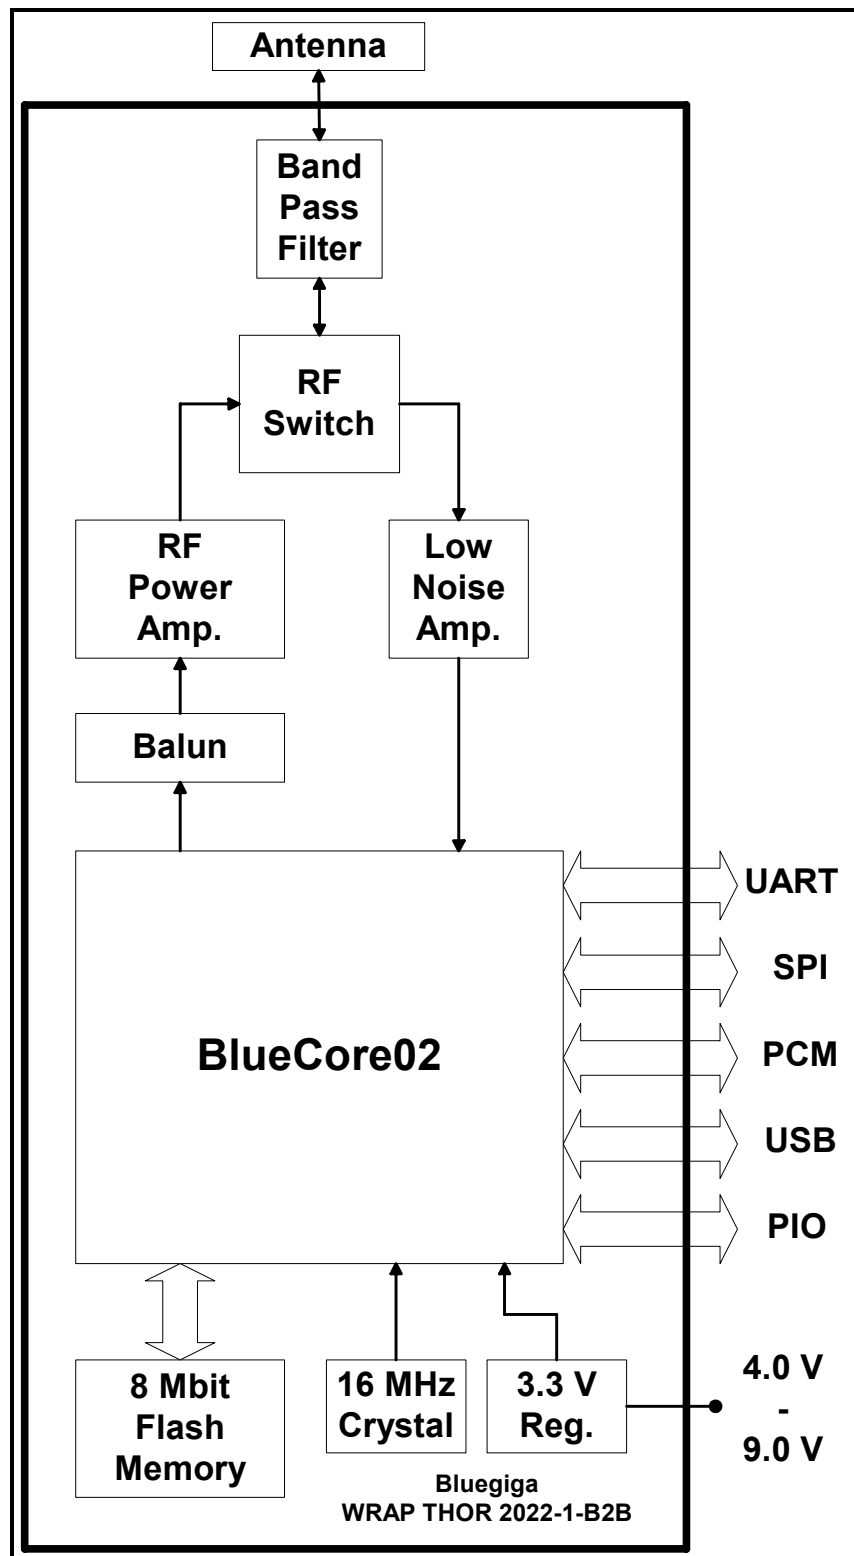 Antenna
Band
Pass
Filter
RF
Switch
RF
Power
Amp.
Low
Noise
Amp.
Balun
BlueCore02
UART
SPI
PCM
USB
PIO
8 Mbit
Flash
Memory
16 MHz
Crystal
3.3 V
Reg.
4.0 V
-
9.0 V
Bluegiga
WRAP THOR 2022-1-B2B